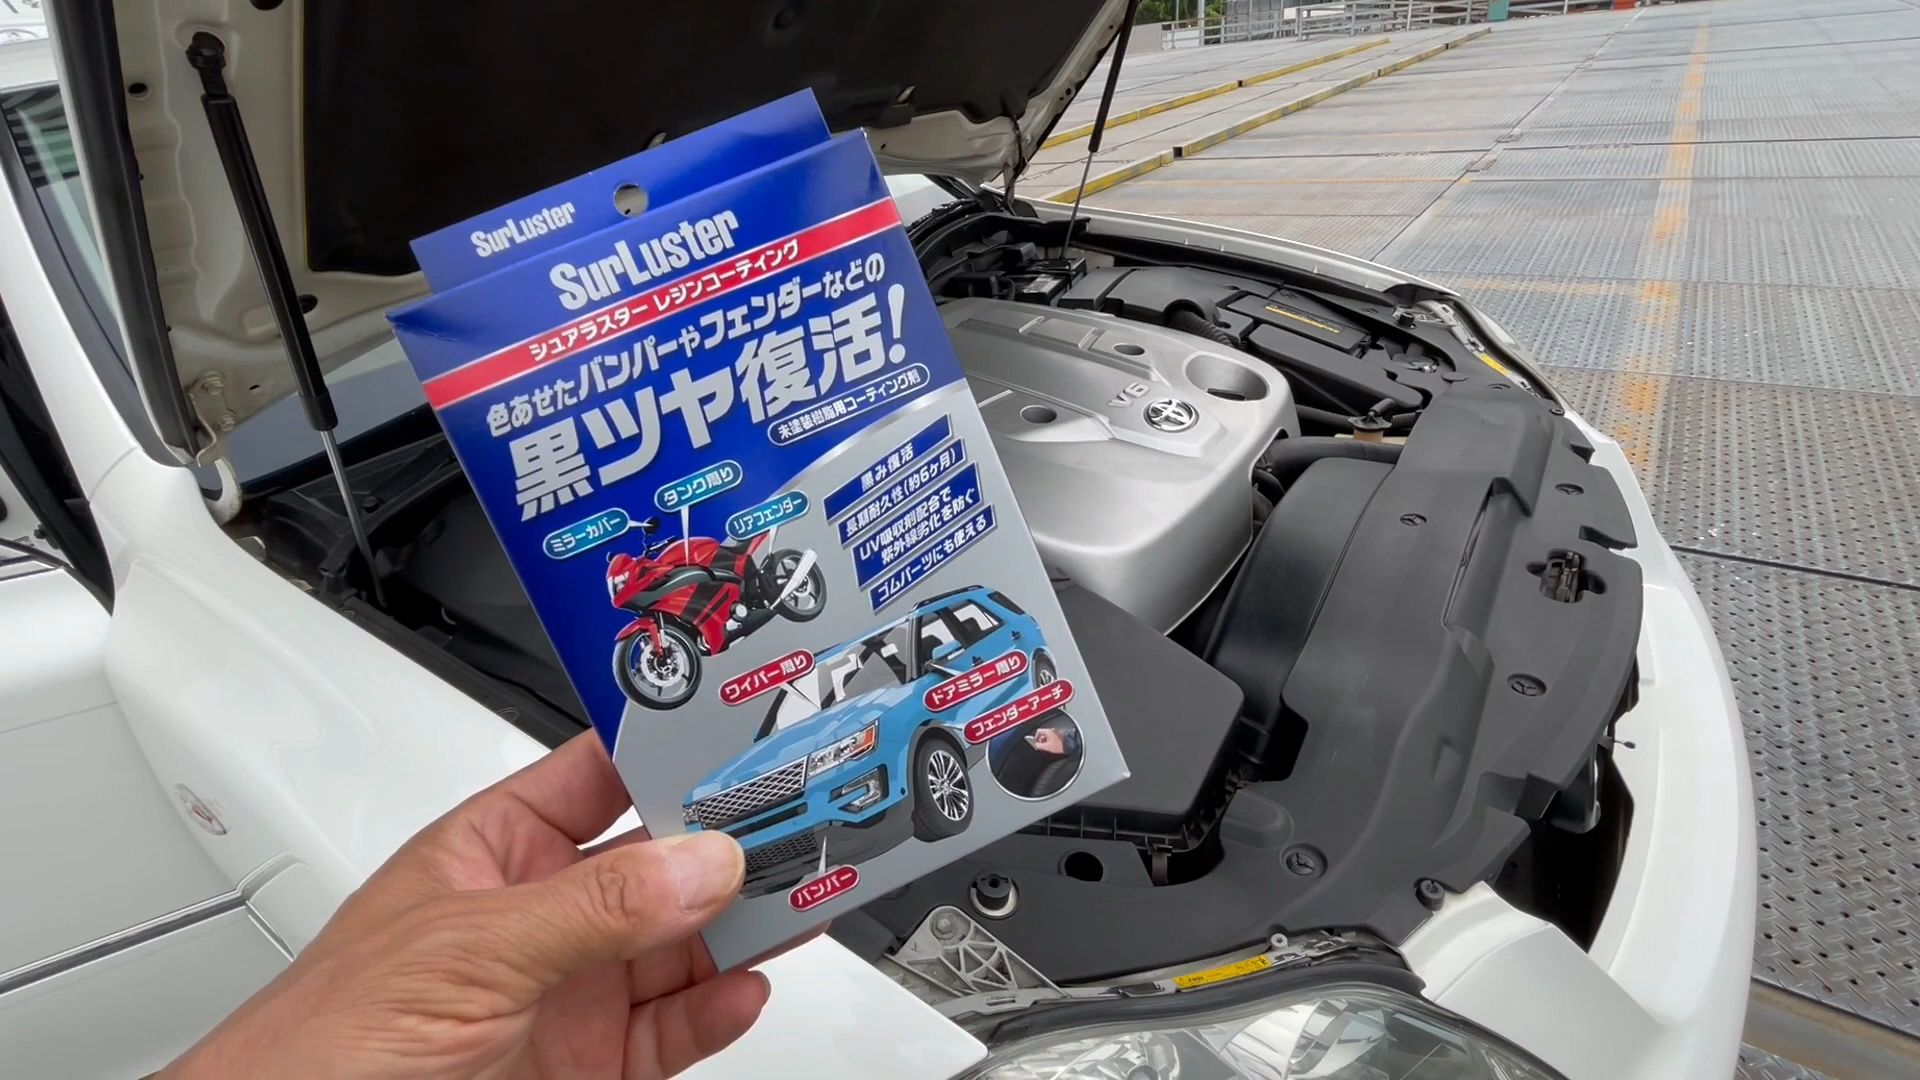 SurLuster
SurLuster
シュアラスター レジンコーティング
色あせたバンパーやフェンダーなどの
黒ツヤ復活!
未塗装樹脂用コーティング剤
黒み復活
長期耐久性(約6ヶ月)
UV吸収剤配合で
紫外線劣化を防ぐ
ゴムパーツにも使える
タンク周り
ミラーカバー
リアフェンダー
ワイパー周り
ドアミラー周り
フェンダーアーチ
バンパー
V6